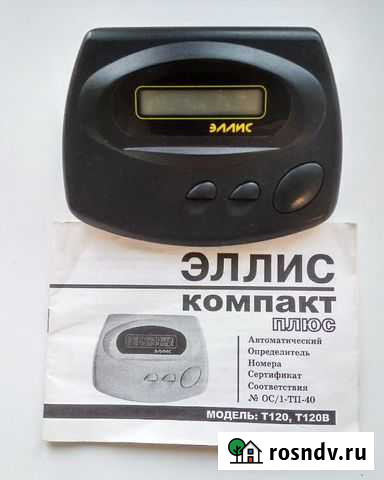 ЭЛЛИС
ЭЛЛИС
компакт
плюс
Автоматический
Определитель
Номера
Сертификат
Соответствия
№ ОС/1-ТП-40
МОДЕЛЬ: Т120, Т120В
rosndv.ru